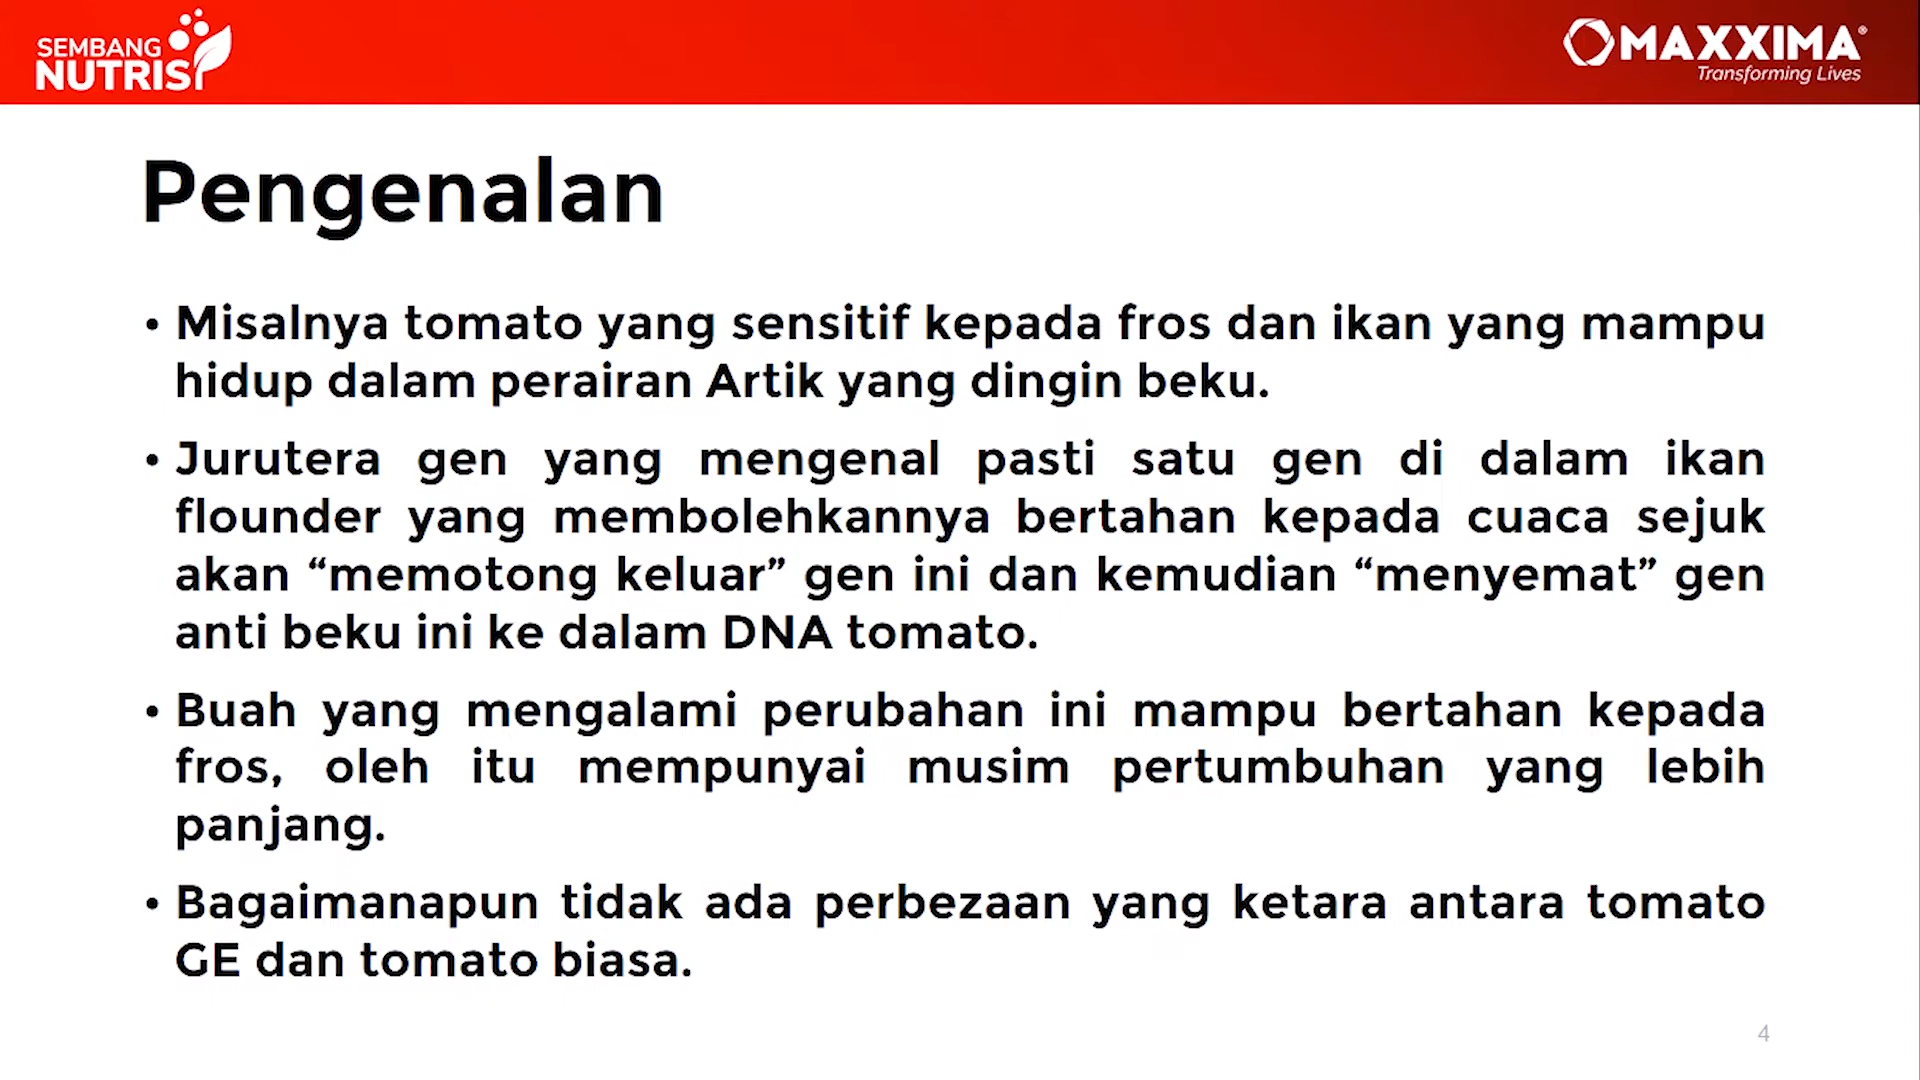 SEMBANG
NUTRISI
MAXXIMA®
Transforming Lives
Pengenalan
• Misalnya tomato yang sensitif kepada fros dan ikan yang mampu
hidup dalam perairan Artik yang dingin beku.
• Jurutera gen yang mengenal pasti satu gen di dalam ikan
flounder yang membolehkannya bertahan kepada cuaca sejuk
akan “memotong keluar” gen ini dan kemudian “menyemat” gen
anti beku ini ke dalam DNA tomato.
• Buah yang mengalami perubahan ini mampu bertahan kepada
fros, oleh itu mempunyai musim pertumbuhan yang lebih
panjang.
• Bagaimanapun tidak ada perbezaan yang ketara antara tomato
GE dan tomato biasa.
4